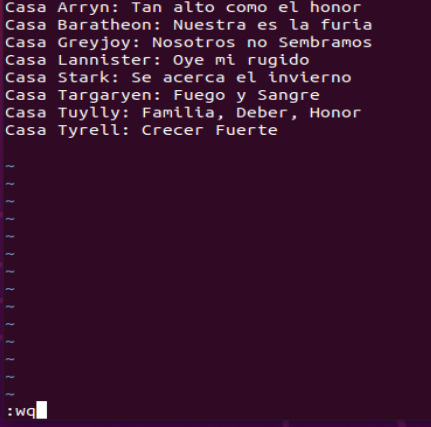 Casa Arryn: Tan alto como el honor
Casa Baratheon: Nuestra es la furia
Casa Greyjoy: Nosotros no Sembramos
Casa Lannister: Oye mi rugido
Casa Stark: Se acerca el invierno
Casa Targaryen: Fuego y Sangre
Casa Tuylly: Familia, Deber, Honor
Casa Tyrell: Crecer Fuerte
~
~
~
~
~
~
~
~
~
~
~
~
~
~
:wq